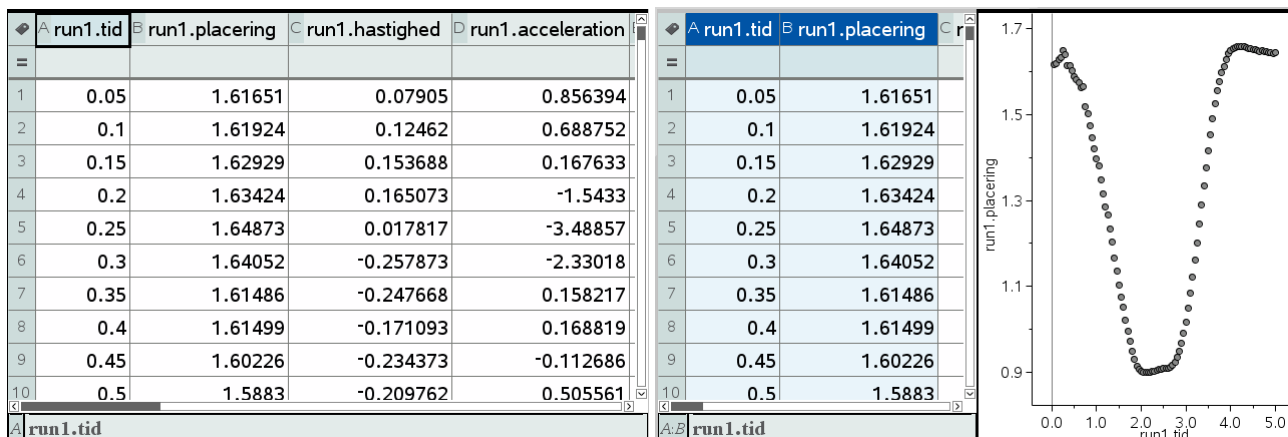 A run1.tid B run1.placering C run1.hastighed D run1.acceleration
=
1 0.05 1.61651 0.07905 0.856394
2 0.1 1.61924 0.12462 0.688752
3 0.15 1.62929 0.153688 0.167633
4 0.2 1.63424 0.165073 -1.5433
5 0.25 1.64873 0.017817 -3.48857
6 0.3 1.64052 -0.257873 -2.33018
7 0.35 1.61486 -0.247668 0.158217
8 0.4 1.61499 -0.171093 0.168819
9 0.45 1.60226 -0.234373 -0.112686
10 0.5 1.5883 -0.209762 0.505561
A run1.tid
A run1.tid B run1.placering C r
=
1 0.05 1.61651
2 0.1 1.61924
3 0.15 1.62929
4 0.2 1.63424
5 0.25 1.64873
6 0.3 1.64052
7 0.35 1.61486
8 0.4 1.61499
9 0.45 1.60226
10 0.5 1.5883
A:B run1.tid
run1.placering
1.7
1.5
1.3
1.1
0.9
0.0 1.0 2.0 3.0 4.0 5.0
run1.tid